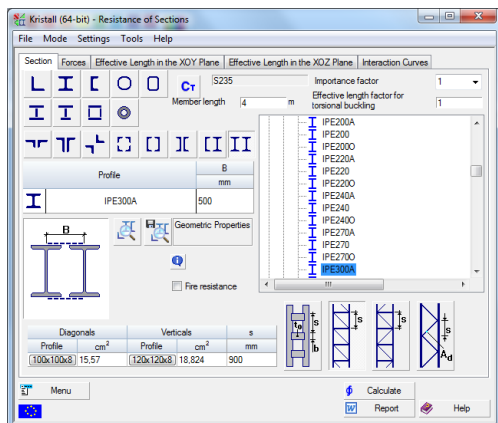 Kristall (64-bit) - Resistance of Sections
File Mode Settings Tools Help
Section Forces Effective Length in the XOY Plane Effective Length in the XOZ Plane Interaction Curves
Cт S235 Importance factor 1
Member length 4 m Effective length factor for torsional buckling 1
IPE200A
IPE200
IPE200O
IPE220A
IPE220
IPE220O
IPE240A
IPE240
IPE240O
IPE270A
IPE270
IPE270O
IPE300A
Profile B
mm
IPE300A 500
B
Geometric Properties
Fire resistance
Diagonals Verticals s
Profile cm² Profile cm² mm
100x100x8 15,57 120x120x8 18,824 900
to s b
s
s
s Ad
Menu Calculate
Report Help